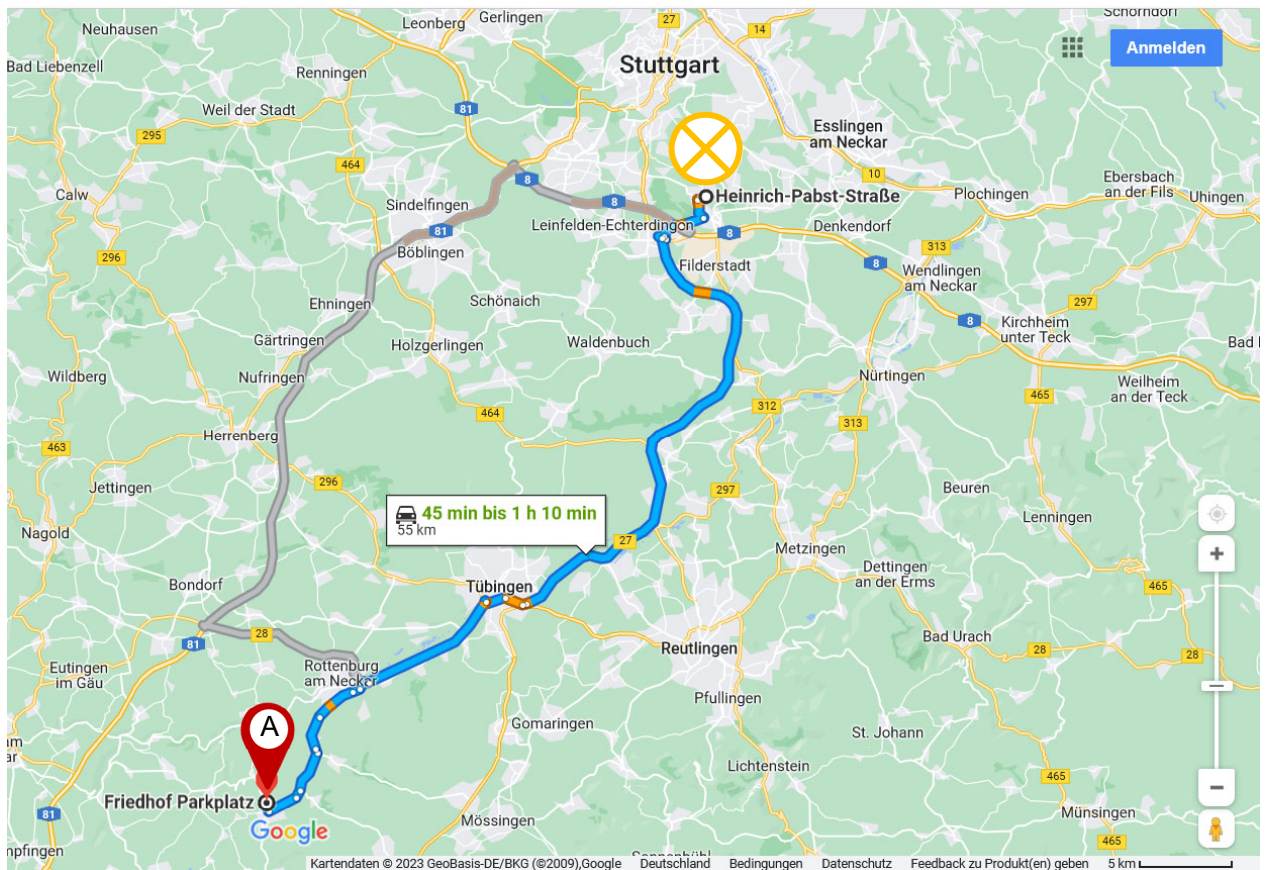 Neuhausen
Leonberg
Gerlingen
27
14
Schorndorf
Anmelden
Bad Liebenzell
Renningen
Stuttgart
Weil der Stadt
81
295
464
Esslingen
am Neckar
Calw
Sindelfingen
8
8
10
Plochingen
Ebersbach
an der Fils
Uhingen
Heinrich-Pabst-Straße
81
Böblingen
Leinfelden-Echterdingen
8
Denkendorf
313
296
Filderstadt
8
Wendlingen
am Neckar
Ehningen
Schönaich
297
Gärtringen
Holzgerlingen
Waldenbuch
8
Kirchheim
unter Teck
Bad
Wildberg
Nufringen
Nürtingen
Weilheim
an der Teck
464
312
313
465
463
Herrenberg
296
Jettingen
297
Beuren
Lenningen
Nagold
45 min bis 1 h 10 min
55 km
27
Metzingen
Dettingen
an der Erms
Bondorf
Tübingen
465
28
81
Reutlingen
Bad Urach
28
28
Eutingen
im Gäu
Rottenburg
am Neckar
Pfullingen
A
Gomaringen
St. Johann
Lichtenstein
465
Friedhof Parkplatz
81
Google
Mössingen
Münsingen
465
mpfingen
Kartendaten © 2023 GeoBasis-DE/BKG (©2009),Google Deutschland Bedingungen Datenschutz Feedback zu Produkt(en) geben 5 km